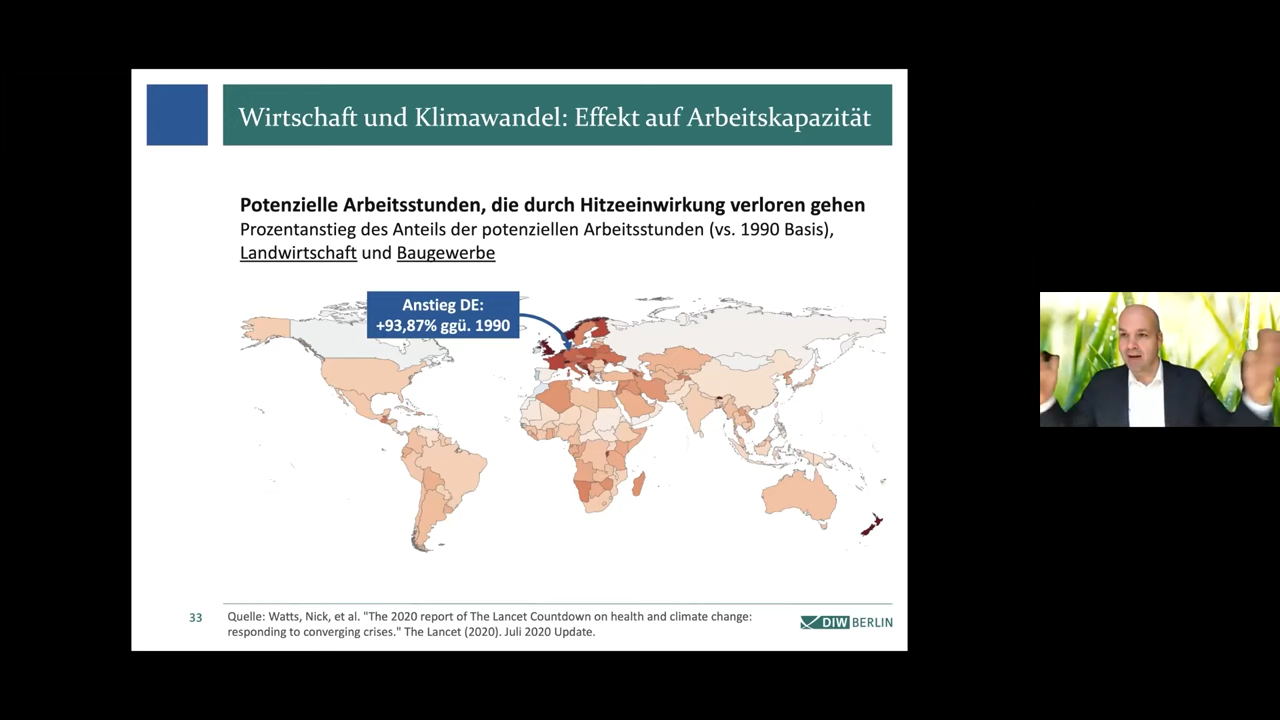 Wirtschaft und Klimawandel: Effekt auf Arbeitskapazität
Potenzielle Arbeitsstunden, die durch Hitzeeinwirkung verloren gehen
Prozentanstieg des Anteils der potenziellen Arbeitsstunden (vs. 1990 Basis),
Landwirtschaft und Baugewerbe
Anstieg DE:
+93,87% ggü. 1990
33
Quelle: Watts, Nick, et al. "The 2020 report of The Lancet Countdown on health and climate change:
responding to converging crises." The Lancet (2020). Juli 2020 Update.
DIW BERLIN